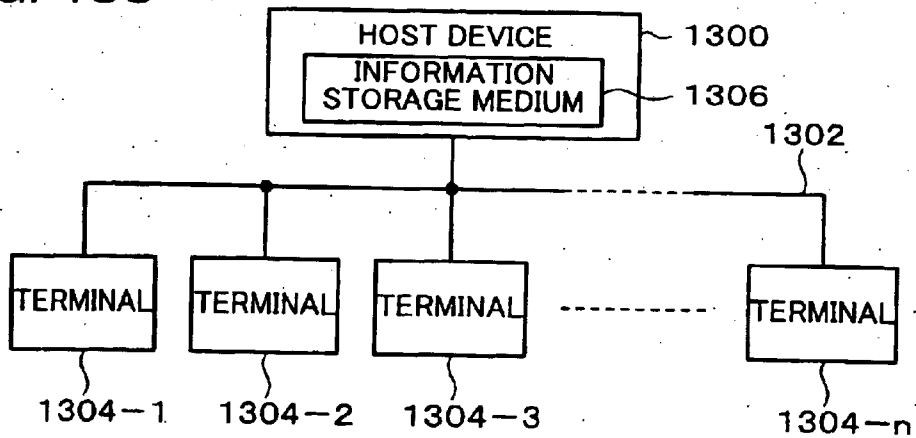 HOST DEVICE
1300
INFORMATION
STORAGE MEDIUM
1306
1302
TERMINAL
TERMINAL
TERMINAL
TERMINAL
1304-1
1304-2
1304-3
1304-n